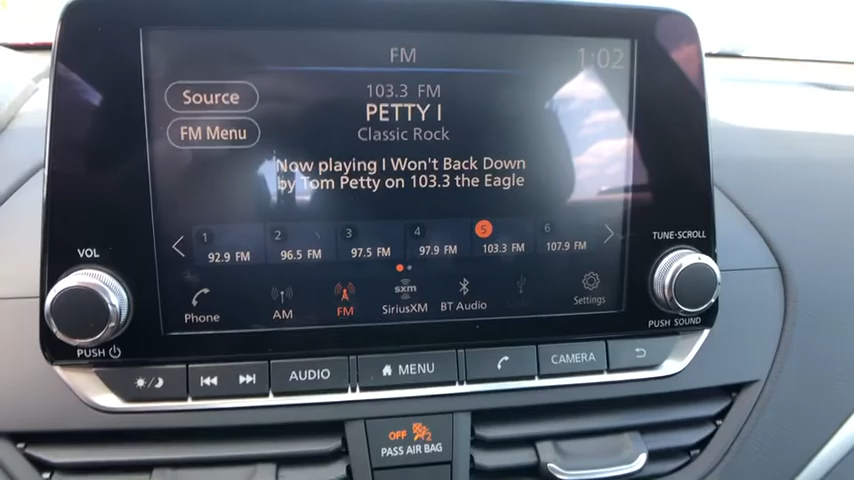 FM
1:02
103.3 FM
PETTY I
Classic Rock
Source
FM Menu
Now playing I Won't Back Down
by Tom Petty on 103.3 the Eagle
1 92.9 FM
2 96.5 FM
3 97.5 FM
4 97.9 FM
5 103.3 FM
6 107.9 FM
Phone
AM
FM
sxm
SiriusXM
BT Audio
Settings
VOL
PUSH
TUNE·SCROLL
PUSH SOUND
AUDIO
MENU
CAMERA
OFF 2
PASS AIR BAG